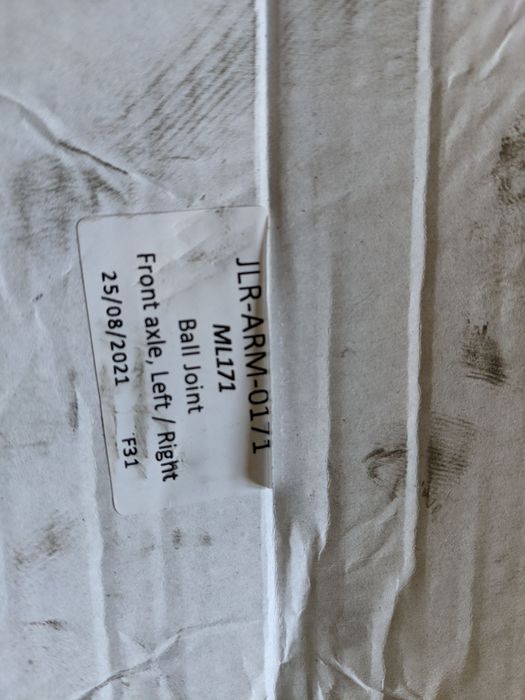 JLR-ARM-0171
ML171
Ball Joint
Front axle, Left / Right
25/08/2021 F31